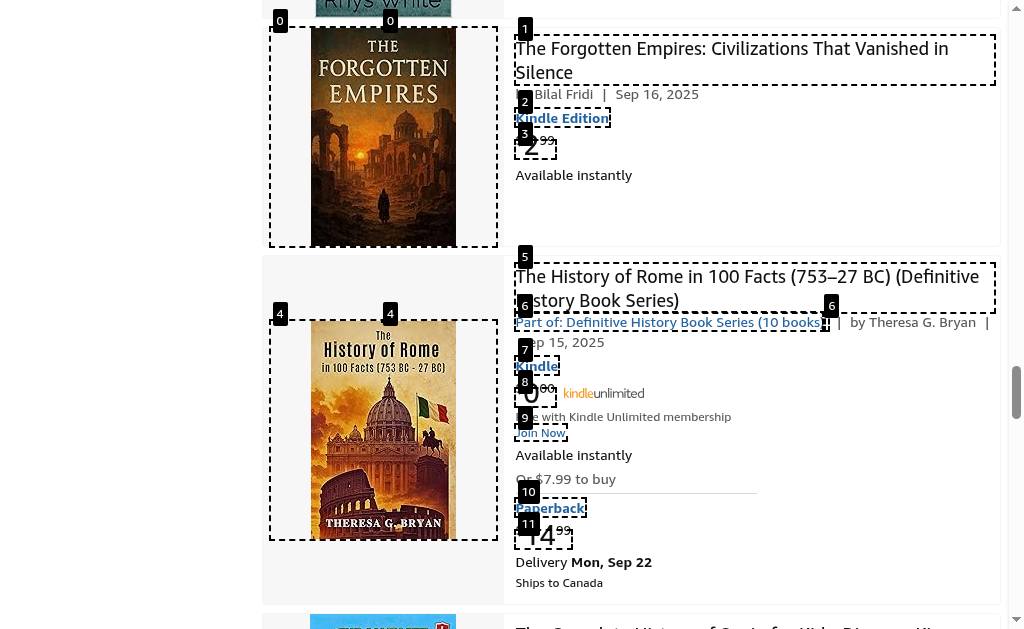 Rhys White
0
0
THE
FORGOTTEN
EMPIRES
1
The Forgotten Empires: Civilizations That Vanished in
Silence
Bilal Fridi | Sep 16, 2025
2
Kindle Edition
3
2 99
Available instantly
4
4
The
History of Rome
in 100 Facts (753 BC - 27 BC)
THERESA G. BRYAN
5
The History of Rome in 100 Facts (753–27 BC) (Definitive
History Book Series)
6
6
Part of: Definitive History Book Series (10 books) | by Theresa G. Bryan |
Sep 15, 2025
7
Kindle
8
0 00 kindleunlimited
Free with Kindle Unlimited membership
9
Join Now
Available instantly
Or $7.99 to buy
10
Paperback
11
14 99
Delivery Mon, Sep 22
Ships to Canada